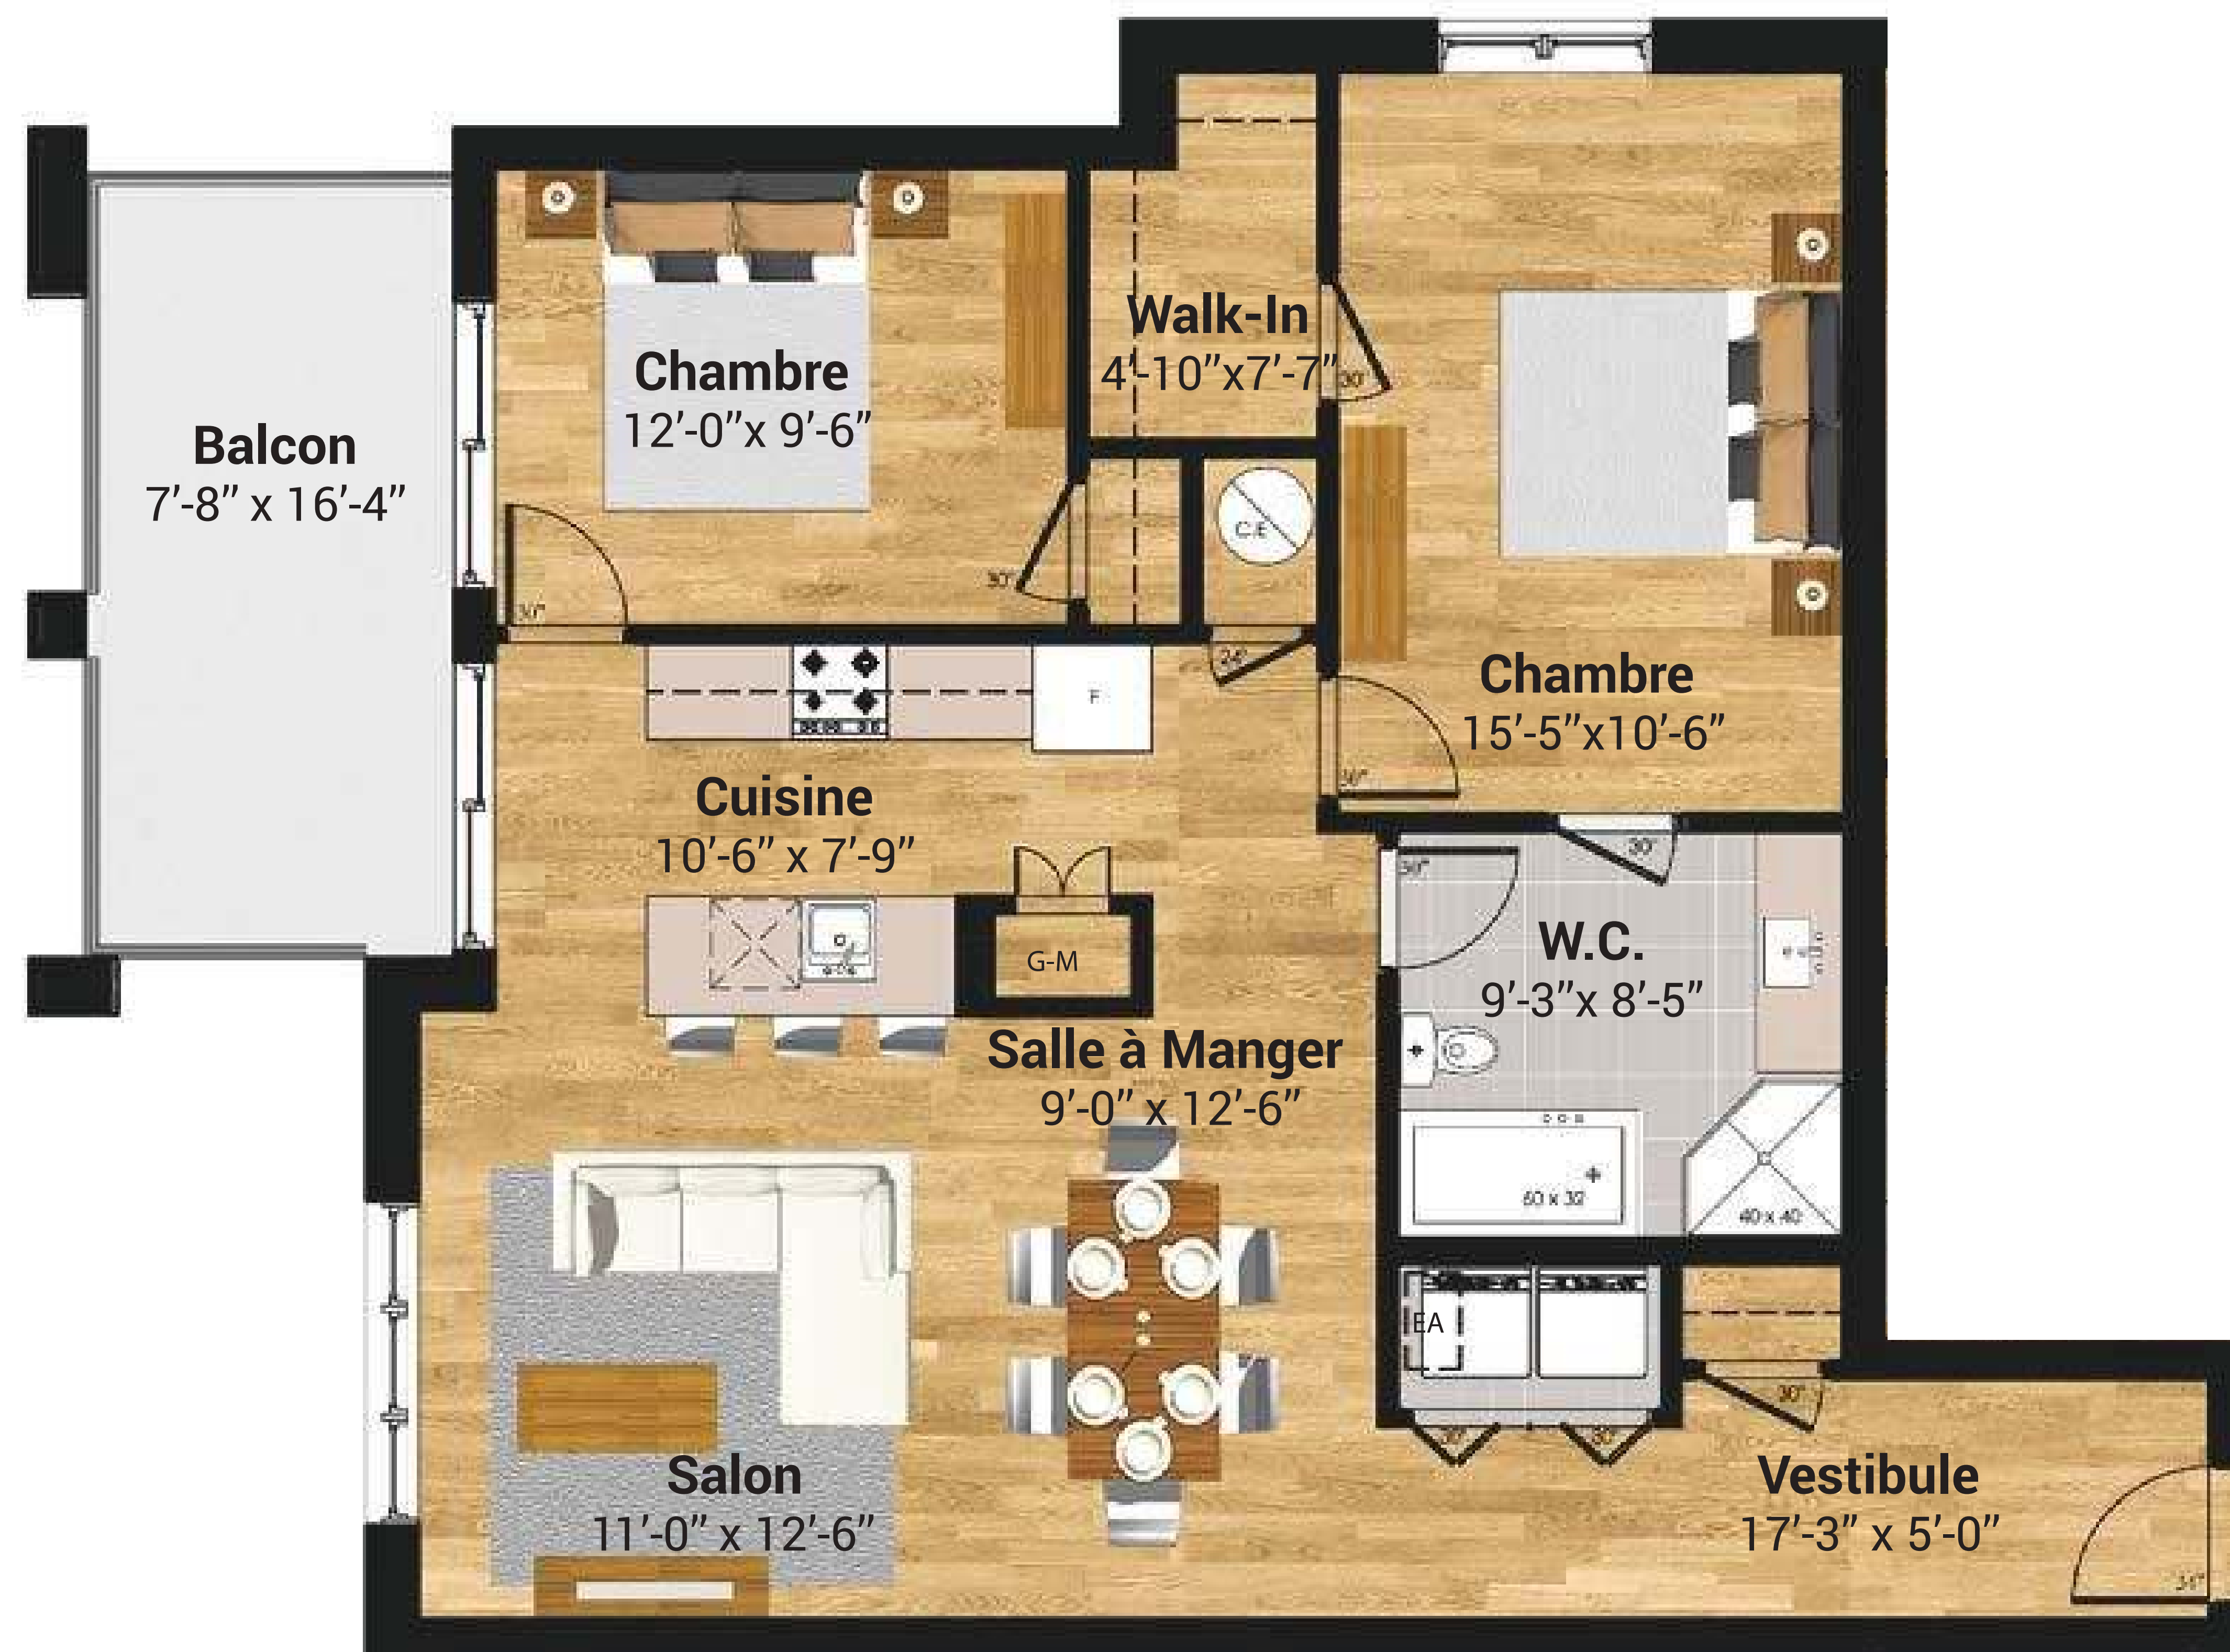 Walk-In
4’-10”x7’-7”
30"
Chambre
12’-0”x 9’-6”
Balcon
7’-8” x 16’-4”
C.E
30"
30"
24"
F
Chambre
15’-5”x10’-6”
30"
Cuisine
10’-6” x 7’-9”
30"
30"
W.C.
9’-3”x 8’-5”
G-M
Salle à Manger
9’-0” x 12’-6”
60 x 32
40 x 40
EA
30"
30"
30"
Salon
11’-0” x 12’-6”
Vestibule
17’-3” x 5’-0”